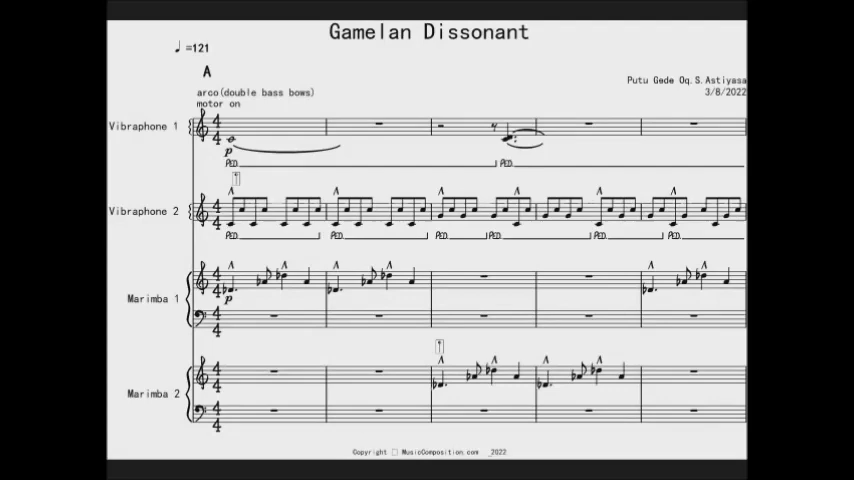 Gamelan Dissonant
♩=121
A
Putu Gede Oq.S.Astiyasa
3/8/2022
arco(double bass bows)
motor on
Vibraphone 1
p
Ped. Ped.
Vibraphone 2
Ped. Ped. Ped. Ped. Ped. Ped.
Marimba 1
p
Marimba 2
Copyright □ MusicComposition.com _2022